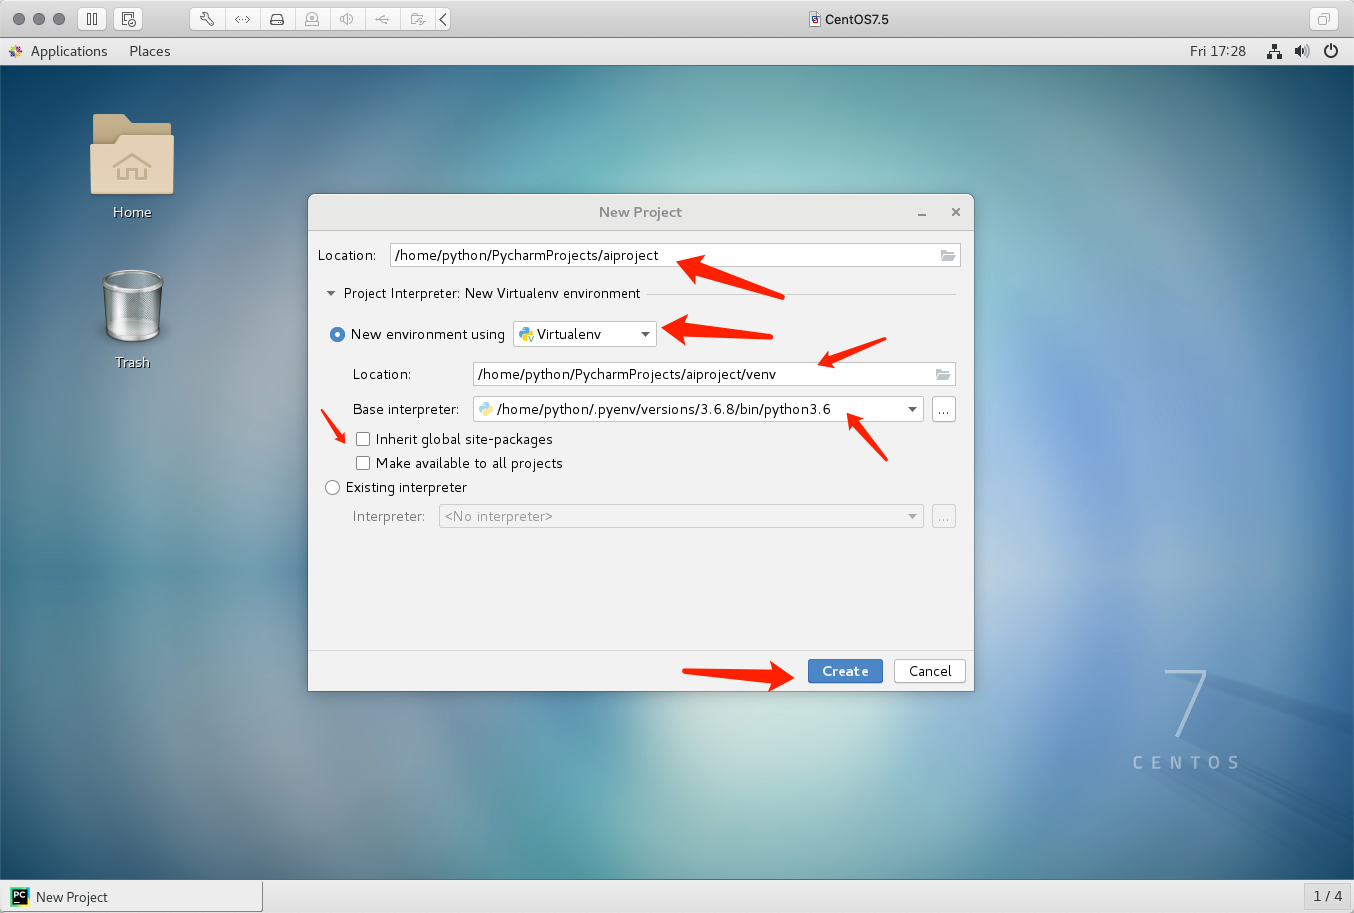 CentOS7.5
Applications Places Fri 17:28
Home
Trash
New Project
Location: /home/python/PycharmProjects/aiproject
Project Interpreter: New Virtualenv environment
New environment using Virtualenv
Location: /home/python/PycharmProjects/aiproject/venv
Base interpreter: /home/python/.pyenv/versions/3.6.8/bin/python3.6 ...
Inherit global site-packages
Make available to all projects
Existing interpreter
Interpreter: <No interpreter> ...
Create Cancel
7
CENTOS
PC New Project 1 / 4